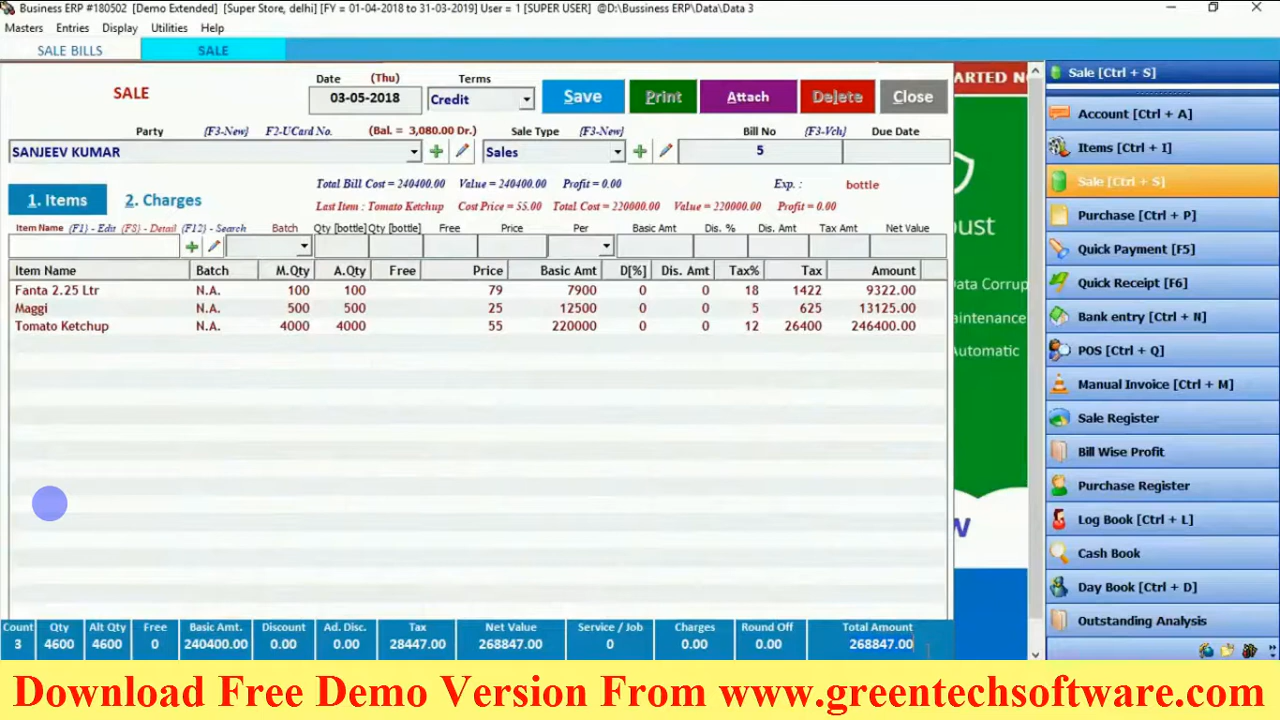 Business ERP #180502 [Demo Extended] [Super Store, delhi] [FY = 01-04-2018 to 31-03-2019] User = 1 [SUPER USER] @D:\Bussiness ERP\Data\Data 3
Masters Entries Display Utilities Help
SALE BILLS SALE
SALE
Date (Thu) Terms
03-05-2018 Credit Save Print Attach Delete Close
Party {F3-New} F2-UCard No. (Bal. = 3,080.00 Dr.) Sale Type {F3-New} Bill No {F3-Vch} Due Date
SANJEEV KUMAR Sales 5
1. Items 2. Charges
Total Bill Cost = 240400.00 Value = 240400.00 Profit = 0.00 Exp. : bottle
Last Item : Tomato Ketchup Cost Price = 55.00 Total Cost = 220000.00 Value = 220000.00 Profit = 0.00
Item Name (F1) - Edit (F8) - Detail (F12) - Search Batch Qty [bottle] Qty [bottle] Free Price Per Basic Amt Dis. % Dis. Amt Tax Amt Net Value
Item Name Batch M.Qty A.Qty Free Price Basic Amt D[%] Dis. Amt Tax% Tax Amount
Fanta 2.25 Ltr N.A. 100 100 79 7900 0 0 18 1422 9322.00
Maggi N.A. 500 500 25 12500 0 0 5 625 13125.00
Tomato Ketchup N.A. 4000 4000 55 220000 0 0 12 26400 246400.00
Count Qty Alt Qty Free Basic Amt. Discount Ad. Disc. Tax Net Value Service / Job Charges Round Off Total Amount
3 4600 4600 0 240400.00 0.00 0.00 28447.00 268847.00 0 0.00 0.00 268847.00
ARTED N
ust
Data Corrup
aintenance
Automatic
W
Sale [Ctrl + S]
Account [Ctrl + A]
Items [Ctrl + I]
Sale [Ctrl + S]
Purchase [Ctrl + P]
Quick Payment [F5]
Quick Receipt [F6]
Bank entry [Ctrl + N]
POS [Ctrl + Q]
Manual Invoice [Ctrl + M]
Sale Register
Bill Wise Profit
Purchase Register
Log Book [Ctrl + L]
Cash Book
Day Book [Ctrl + D]
Outstanding Analysis
Download Free Demo Version From www.greentechsoftware.com